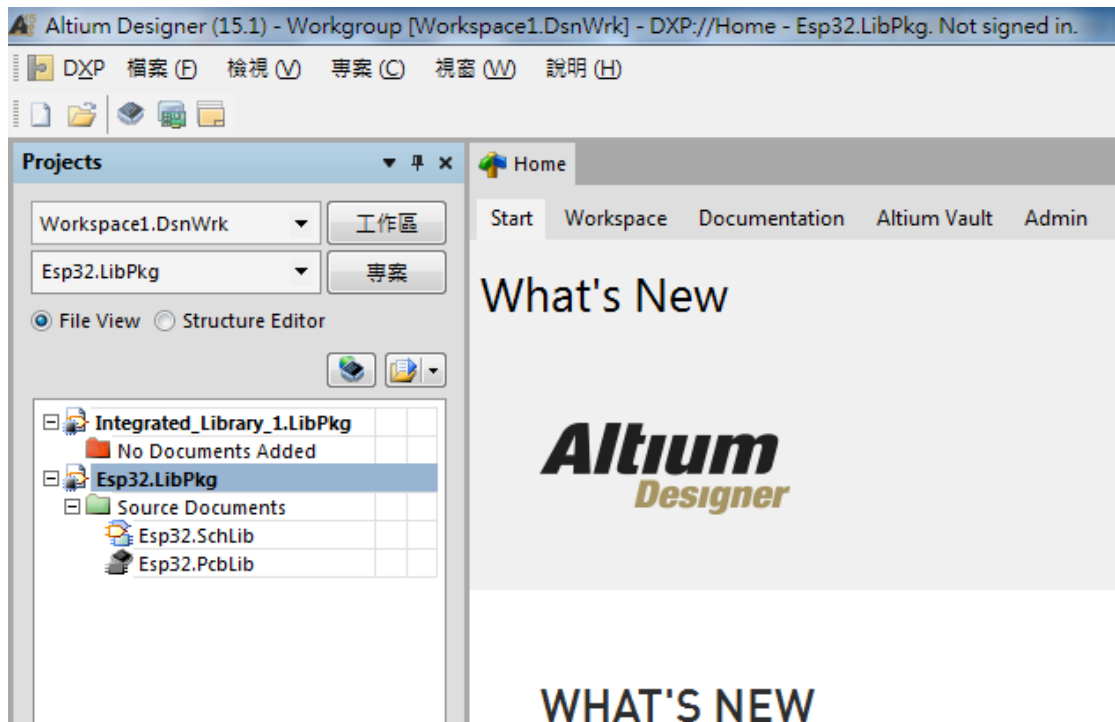 Altium Designer (15.1) - Workgroup [Workspace1.DsnWrk] - DXP://Home - Esp32.LibPkg. Not signed in.
DXP 檔案 (F) 檢視 (V) 專案 (C) 視窗 (W) 說明 (H)
Projects
Workspace1.DsnWrk 工作區
Esp32.LibPkg 專案
File View Structure Editor
Integrated_Library_1.LibPkg
No Documents Added
Esp32.LibPkg
Source Documents
Esp32.SchLib
Esp32.PcbLib
Home
Start Workspace Documentation Altium Vault Admin
What's New
Altium
Designer
WHAT'S NEW